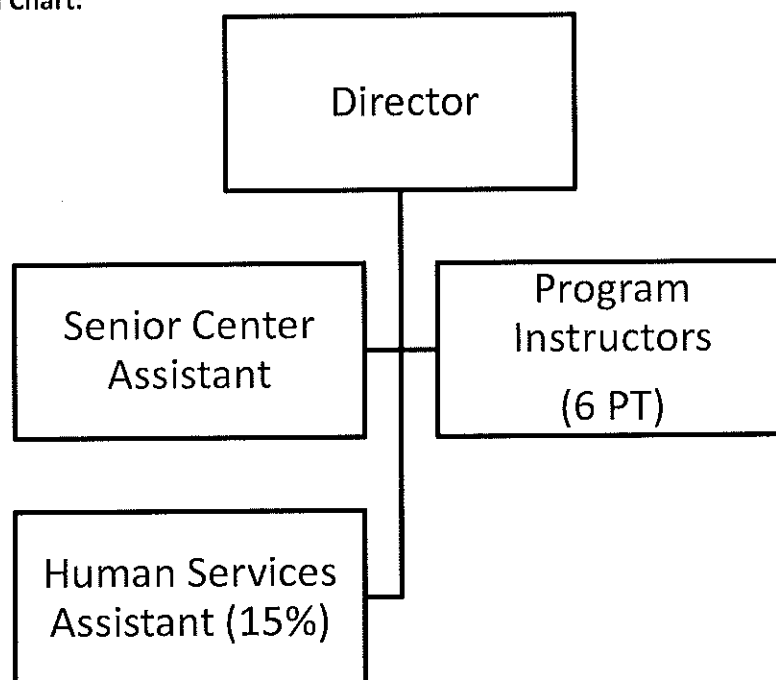 Chart:
Director
Senior Center
Assistant
Program
Instructors
(6 PT)
Human Services
Assistant (15%)